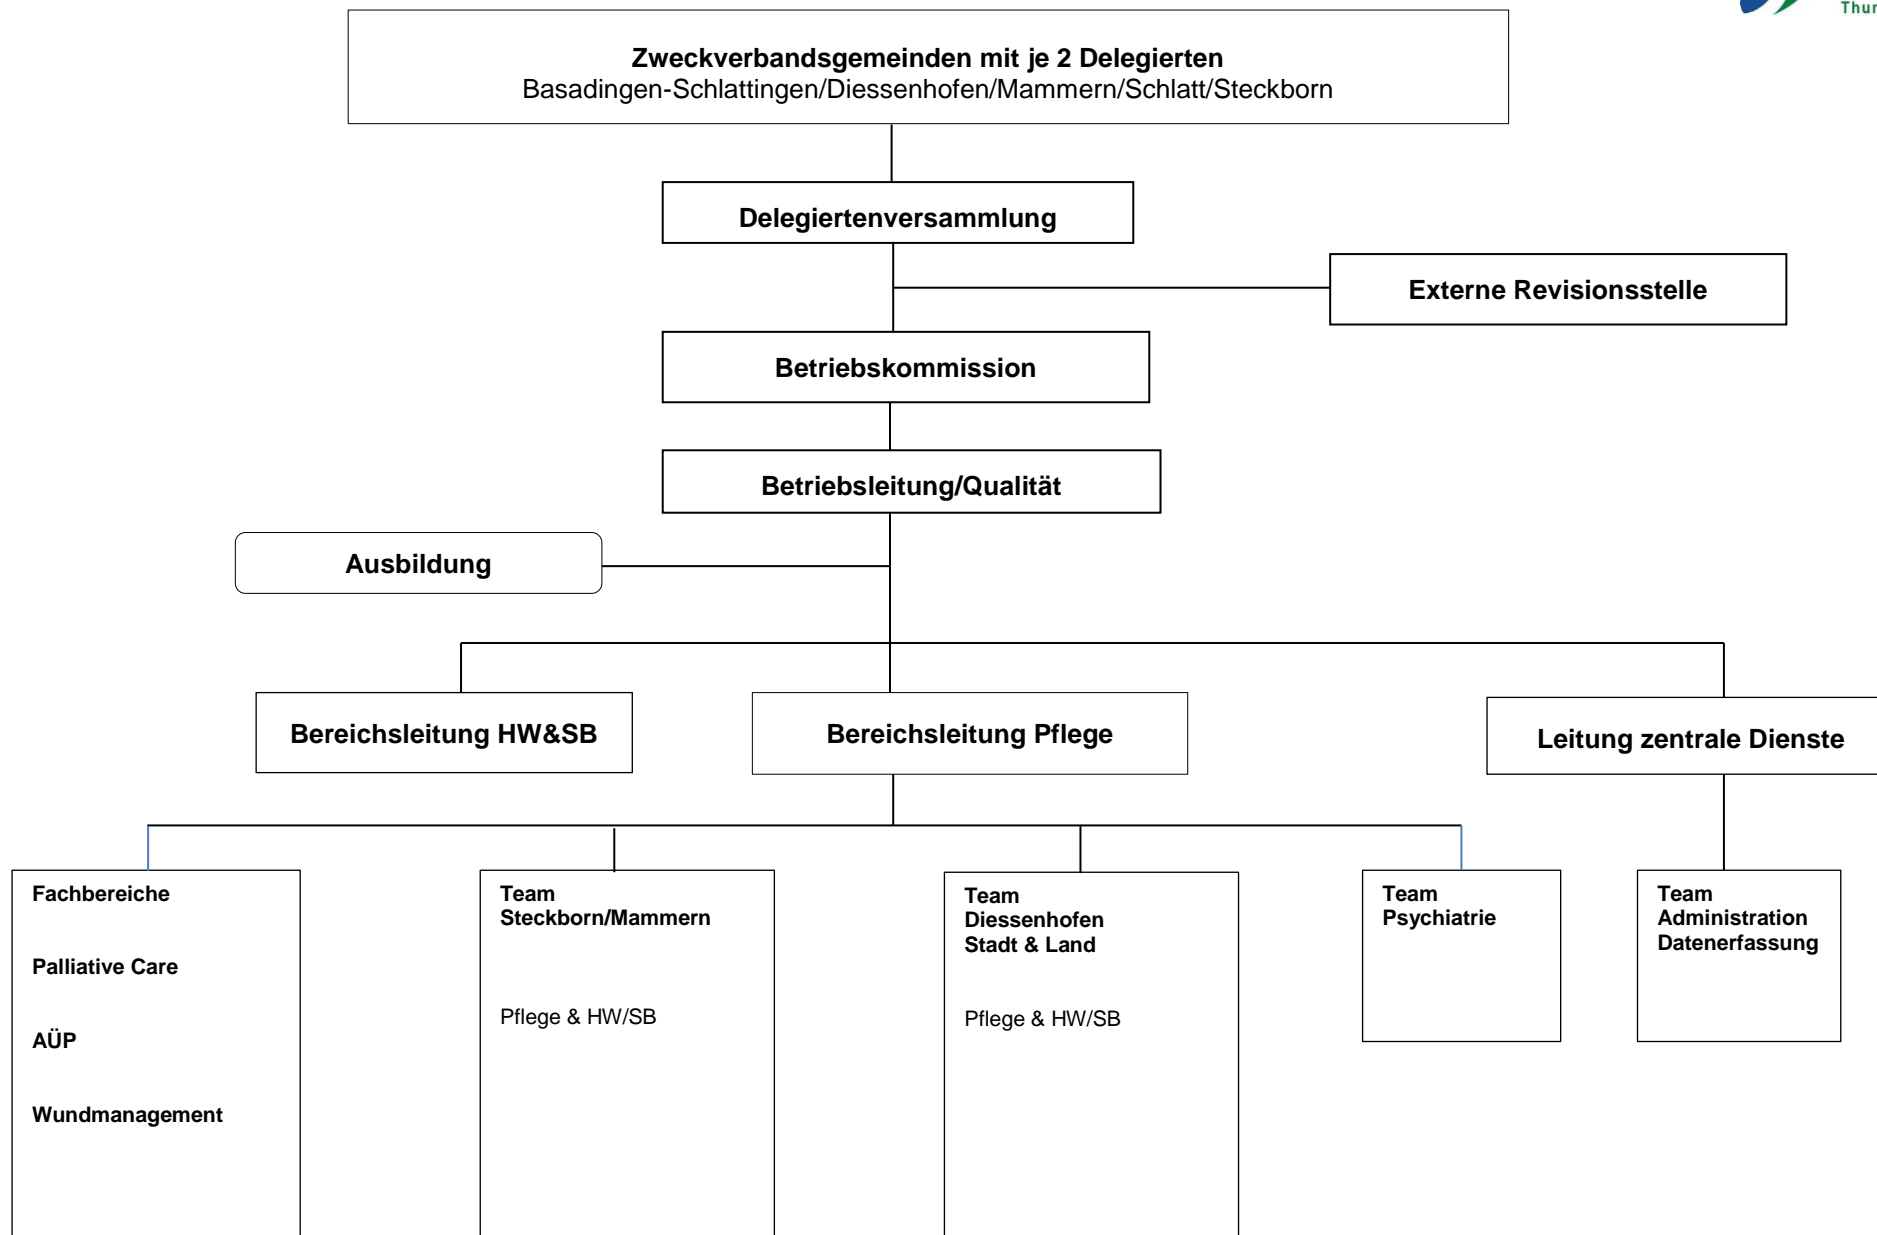 Zweckverbandsgemeinden mit je 2 Delegierten
Basadingen-Schlattingen/Diessenhofen/Mammern/Schlatt/Steckborn
Delegiertenversammlung
Externe Revisionsstelle
Betriebskommission
Betriebsleitung/Qualität
Ausbildung
Bereichsleitung HW&SB
Bereichsleitung Pflege
Leitung zentrale Dienste
Fachbereiche
Palliative Care
AÜP
Wundmanagement
Team
Steckborn/Mammern
Pflege & HW/SB
Team
Diessenhofen
Stadt & Land
Pflege & HW/SB
Team
Psychiatrie
Team
Administration
Datenerfassung